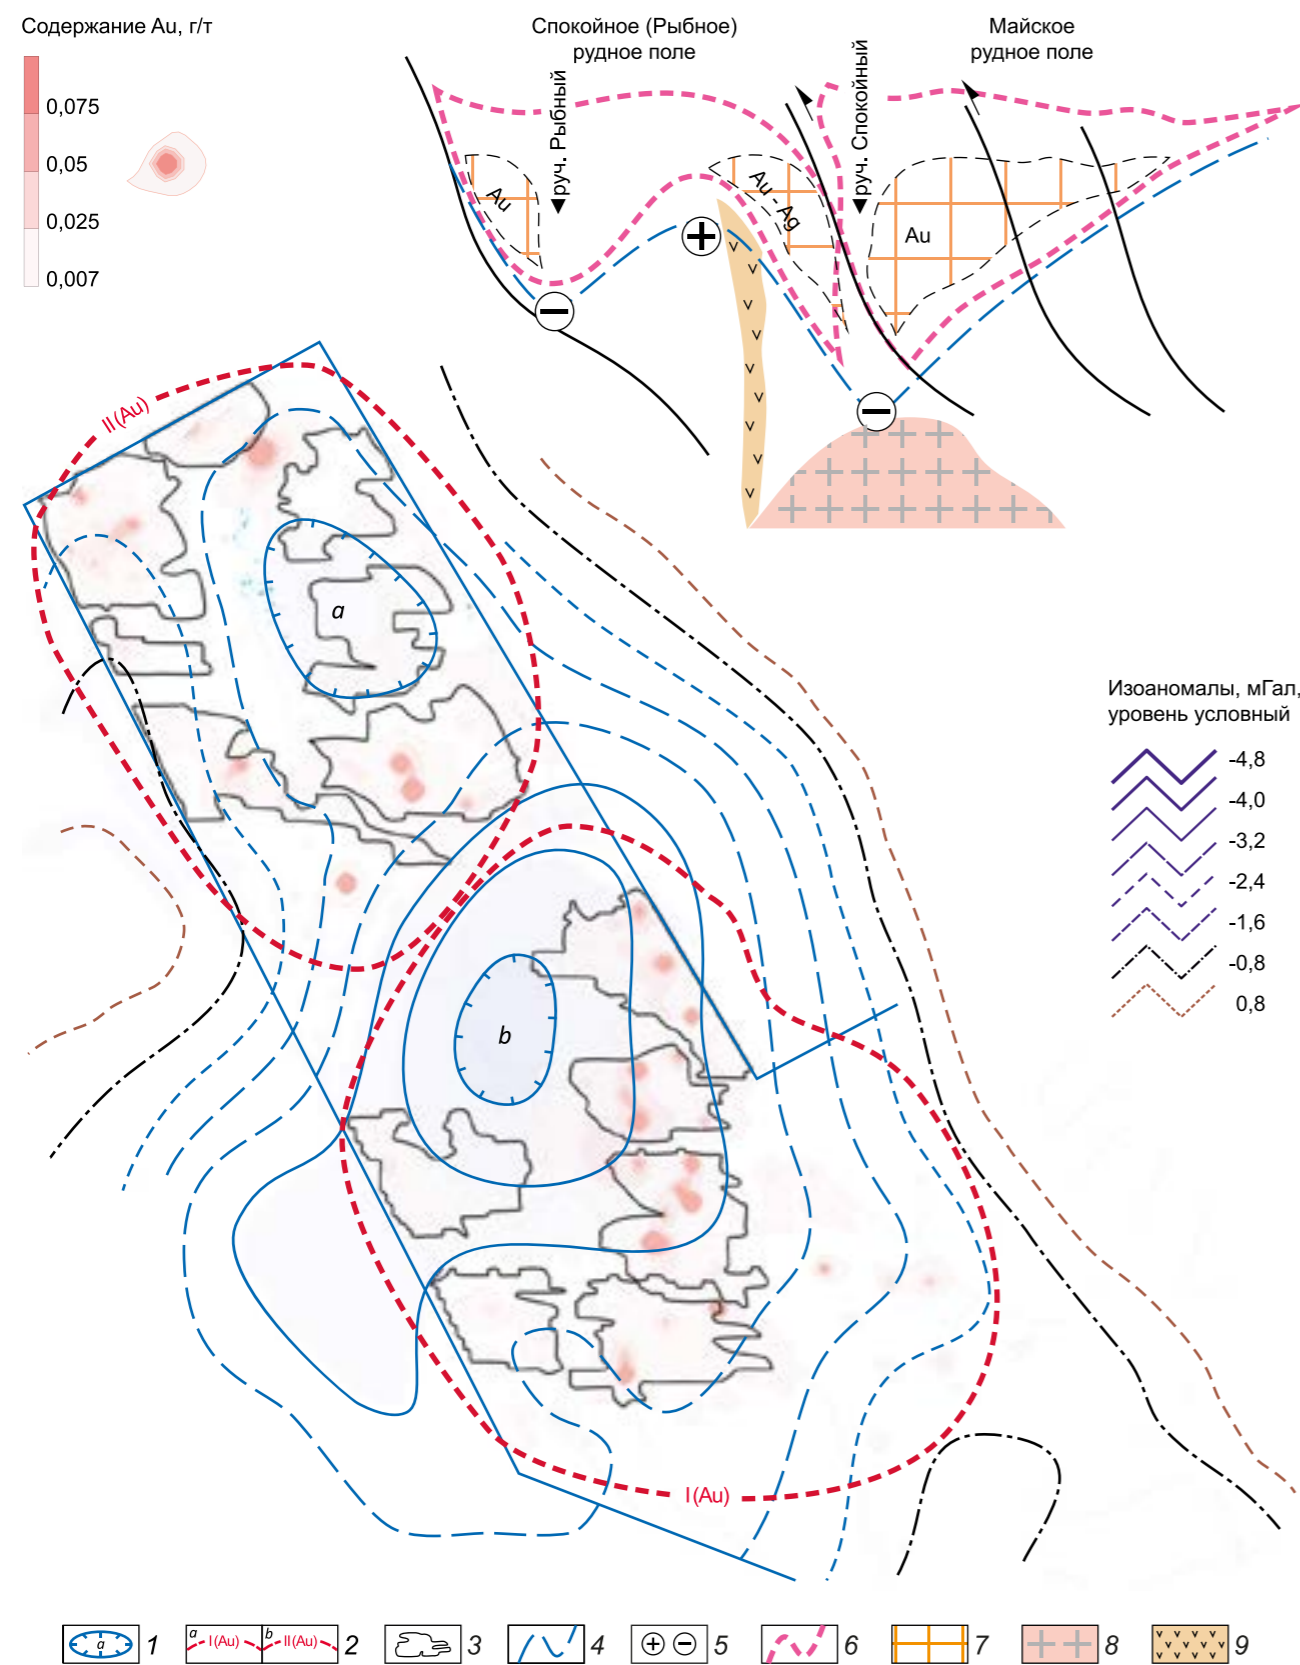 Содержание Au, г/т
0,075
0,05
0,025
0,007
Спокойное (Рыбное)
рудное поле
Майское
рудное поле
руч. Рыбный
руч. Спокойный
Au
Au - Ag
Au
+
−
−
II (Au)
a
b
I (Au)
Изоаномалы, мГал,
уровень условный
-4,8
-4,0
-3,2
-2,4
-1,6
-0,8
0,8
a 1
a I (Au) b II (Au) 2
3
4
+ − 5
6
7
8
9